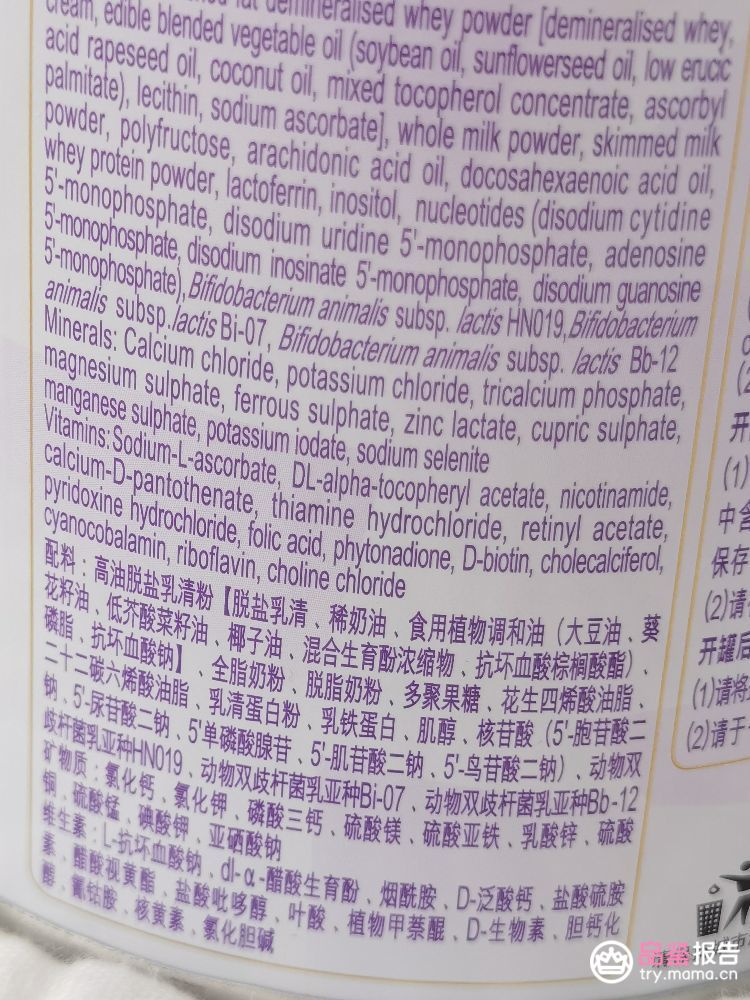 fat demineralised whey powder [demineralised whey,
cream, edible blended vegetable oil (soybean oil, sunflowerseed oil, low erucic
acid rapeseed oil, coconut oil, mixed tocopherol concentrate, ascorbyl
palmitate), lecithin, sodium ascorbate], whole milk powder, skimmed milk
powder, polyfructose, arachidonic acid oil, docosahexaenoic acid oil,
whey protein powder, lactoferrin, inositol, nucleotides (disodium cytidine
5'-monophosphate, disodium uridine 5'-monophosphate, adenosine
5'-monophosphate, disodium inosinate 5'-monophosphate, disodium guanosine
5'-monophosphate), Bifidobacterium animalis subsp. lactis HN019, Bifidobacterium
animalis subsp. lactis Bi-07, Bifidobacterium animalis subsp. lactis Bb-12
Minerals: Calcium chloride, potassium chloride, tricalcium phosphate,
magnesium sulphate, ferrous sulphate, zinc lactate, cupric sulphate,
manganese sulphate, potassium iodate, sodium selenite
Vitamins: Sodium-L-ascorbate, DL-alpha-tocopheryl acetate, nicotinamide,
calcium-D-pantothenate, thiamine hydrochloride, retinyl acetate,
pyridoxine hydrochloride, folic acid, phytonadione, D-biotin, cholecalciferol,
cyanocobalamin, riboflavin, choline chloride
配料：高油脱盐乳清粉【脱盐乳清、稀奶油、食用植物调和油（大豆油、葵
花籽油、低芥酸菜籽油、椰子油、混合生育酚浓缩物、抗坏血酸棕榈酸酯）、
磷脂、抗坏血酸钠】、全脂奶粉、脱脂奶粉、多聚果糖、花生四烯酸油脂、
二十二碳六烯酸油脂、乳清蛋白粉、乳铁蛋白、肌醇、核苷酸（5'-胞苷酸二
钠、5'-尿苷酸二钠、5'单磷酸腺苷、5'-肌苷酸二钠、5'-鸟苷酸二钠）、动物双
歧杆菌乳亚种HN019、动物双歧杆菌乳亚种Bi-07、动物双歧杆菌乳亚种Bb-12
矿物质：氯化钙、氯化钾、磷酸三钙、硫酸镁、硫酸亚铁、乳酸锌、硫酸
铜、硫酸锰、碘酸钾、亚硒酸钠
维生素：L-抗坏血酸钠、dl-α-醋酸生育酚、烟酰胺、D-泛酸钙、盐酸硫胺
素、醋酸视黄酯、盐酸吡哆醇、叶酸、植物甲萘醌、D-生物素、胆钙化
醇、氰钴胺、核黄素、氯化胆碱
开
(1)
中含
保存
(2)请
开罐后
(1)请将
(2)请于
品鉴报告
try.mama.cn